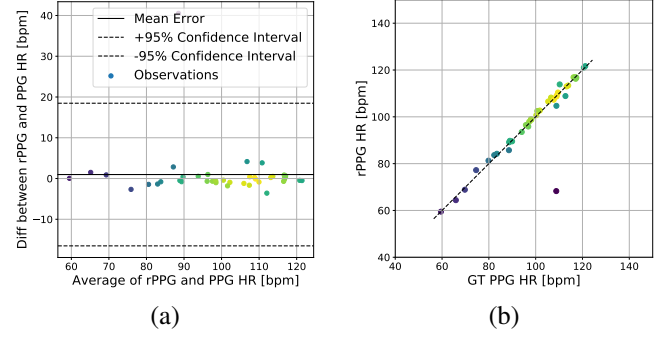 Diff between rPPG and PPG HR [bpm]
40
30
20
10
0
−10
Mean Error
+95% Confidence Interval
-95% Confidence Interval
Observations
60 70 80 90 100 110 120
Average of rPPG and PPG HR [bpm]
(a)
rPPG HR [bpm]
140
120
100
80
60
40
40 60 80 100 120 140
GT PPG HR [bpm]
(b)